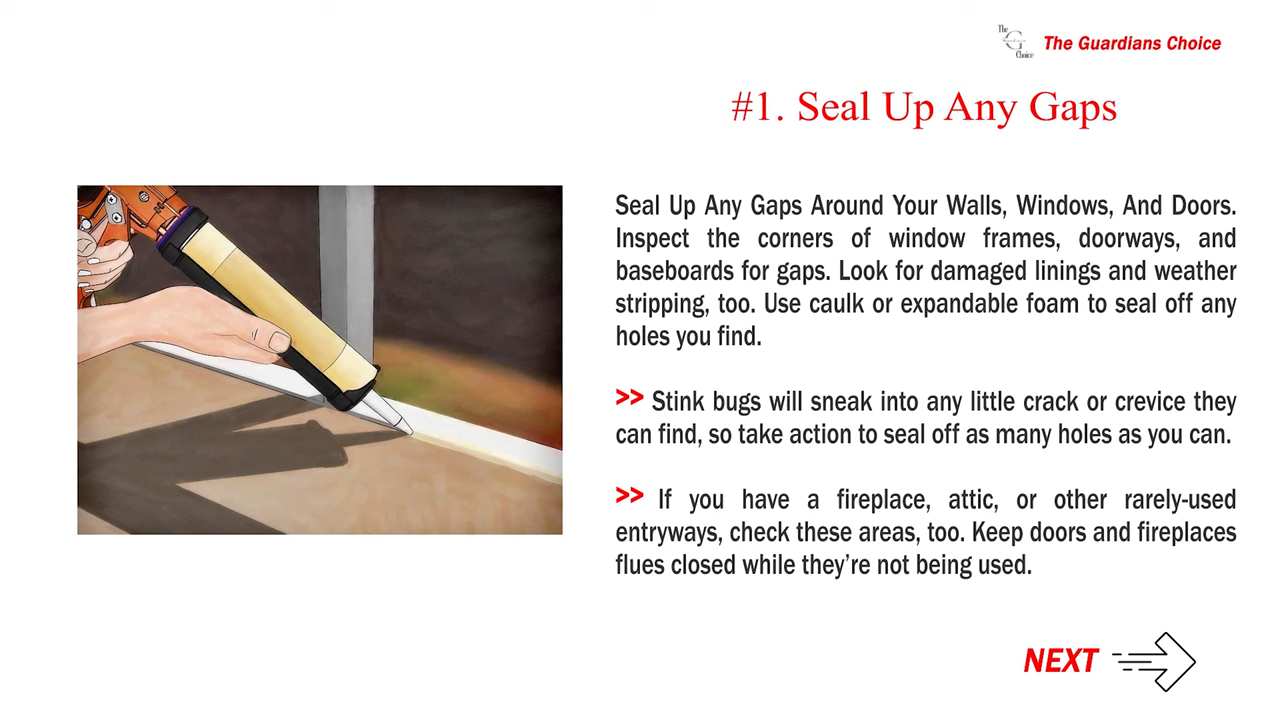 The
G
Choice
The Guardians Choice
#1. Seal Up Any Gaps
Seal Up Any Gaps Around Your Walls, Windows, And Doors.
Inspect the corners of window frames, doorways, and
baseboards for gaps. Look for damaged linings and weather
stripping, too. Use caulk or expandable foam to seal off any
holes you find.
>> Stink bugs will sneak into any little crack or crevice they
can find, so take action to seal off as many holes as you can.
>> If you have a fireplace, attic, or other rarely-used
entryways, check these areas, too. Keep doors and fireplaces
flues closed while they’re not being used.
NEXT